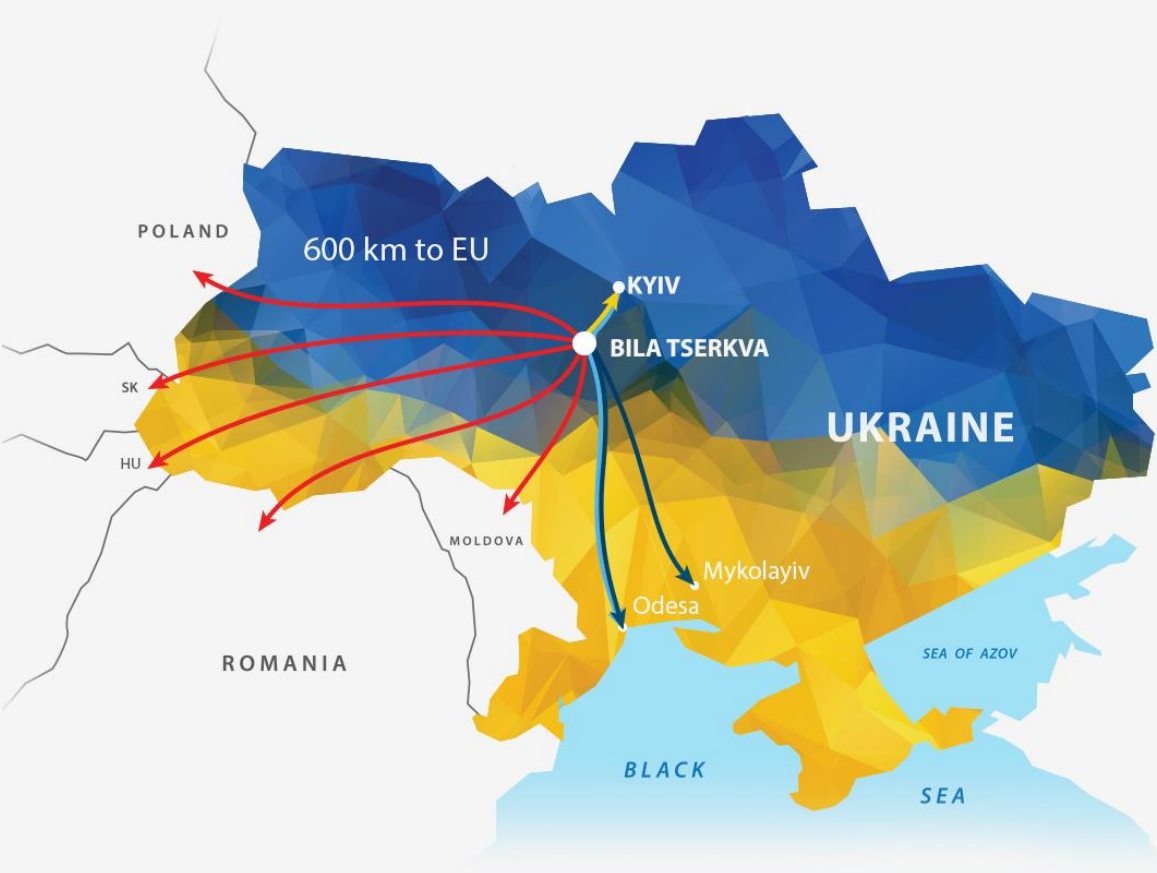 POLAND
600 km to EU
KYIV
BILA TSERKVA
SK
UKRAINE
HU
MOLDOVA
Mykolayiv
Odesa
SEA OF AZOV
ROMANIA
BLACK
SEA